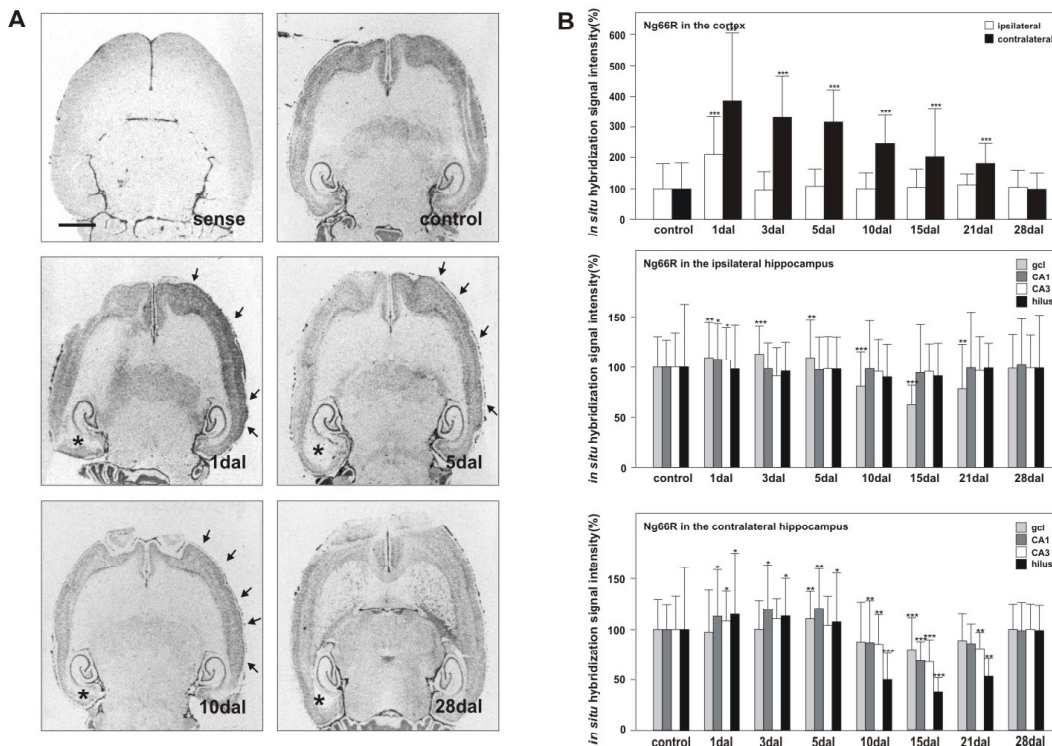 A
sense
control
1dal
*
5dal
*
10dal
*
28dal
*
B
in situ hybridization signal intensity(%)
Ng66R in the cortex
ipsilateral
contralateral
600
500
400
300
200
100
0
***
***
***
***
***
***
***
control 1dal 3dal 5dal 10dal 15dal 21dal 28dal
in situ hybridization signal intensity(%)
Ng66R in the ipsilateral hippocampus
gcl
CA1
CA3
hilus
150
100
50
0
** * *
***
**
***
***
**
control 1dal 3dal 5dal 10dal 15dal 21dal 28dal
in situ hybridization signal intensity(%)
Ng66R in the contralateral hippocampus
gcl
CA1
CA3
hilus
150
100
50
0
* * *
* *
** ** *
** ** ***
*** *** *** ***
** **
control 1dal 3dal 5dal 10dal 15dal 21dal 28dal